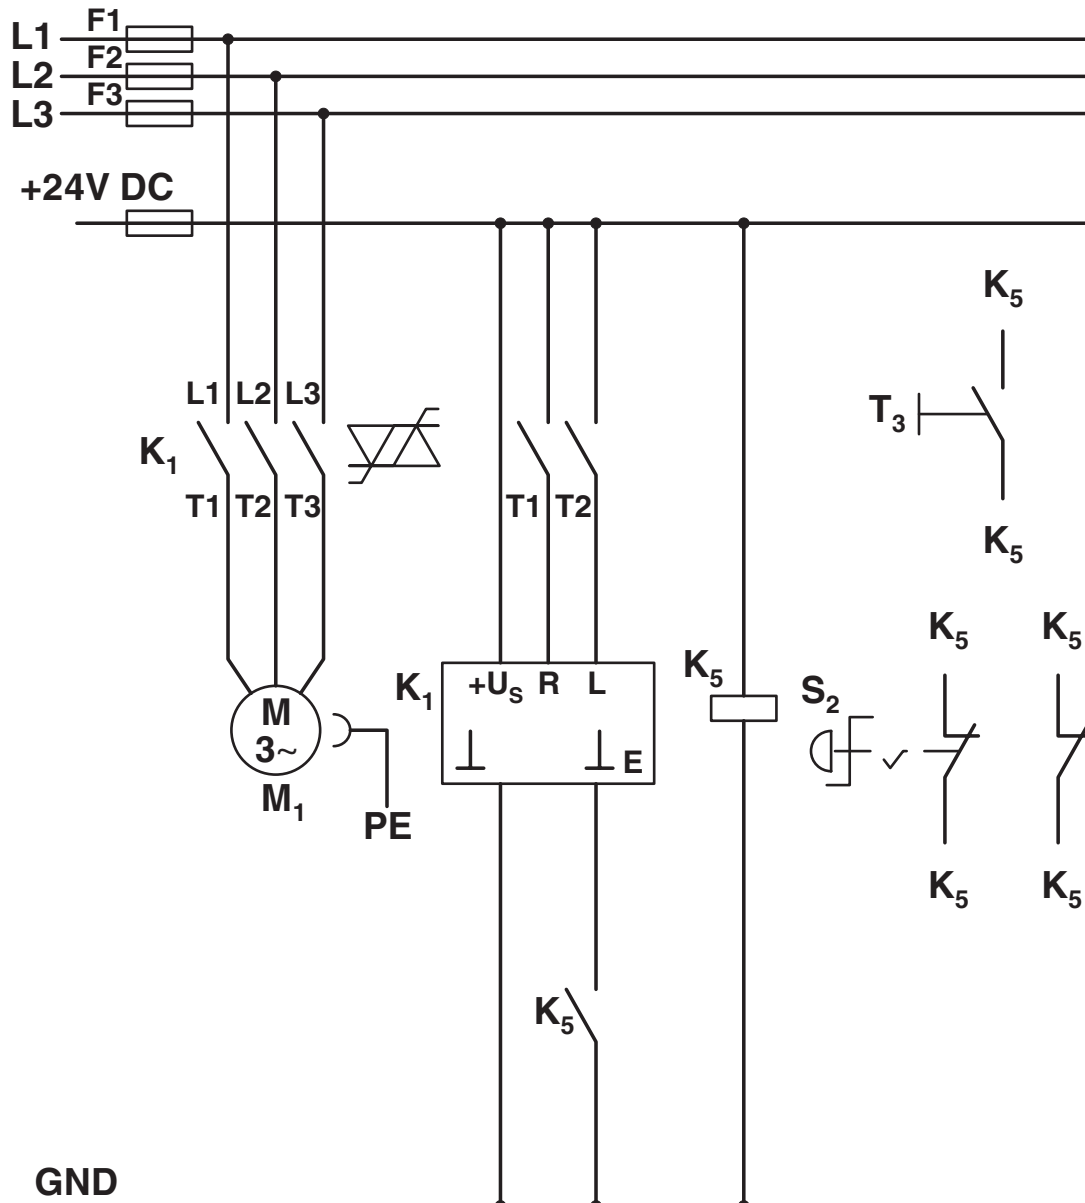 F1
L1
F2
L2
F3
L3
+24V DC
K5
L1 L2 L3
T3
K1
T1 T2 T3
T1 T2
K5
K5 K5
K5
K1
+US R L
S2
M
3~
E
M1
PE
K5 K5
K5
GND